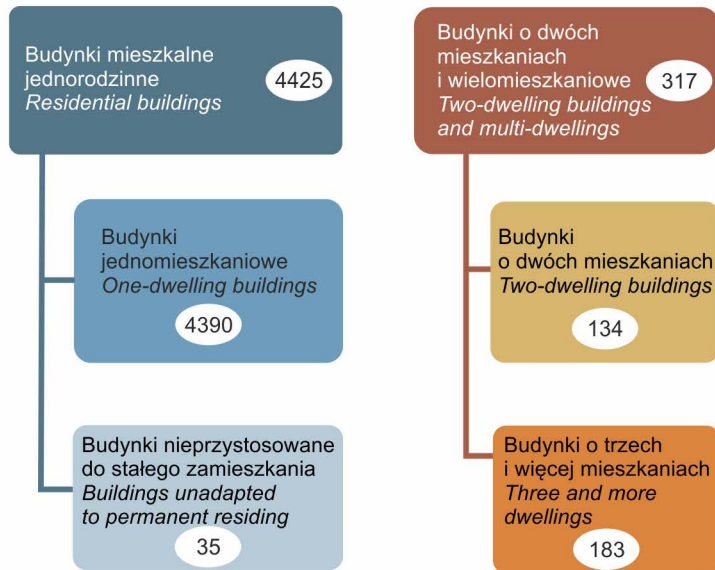 Budynki mieszkalne
jednorodzinne
Residential buildings
4425
Budynki jednomieszkaniowe
One-dwelling buildings
4390
Budynki nieprzystosowane
do stałego zamieszkania
Buildings unadapted
to permanent residing
35
Budynki o dwóch
mieszkaniach
i wielomieszkaniowe
Two-dwelling buildings
and multi-dwellings
317
Budynki
o dwóch mieszkaniach
Two-dwelling buildings
134
Budynki o trzech
i więcej mieszkaniach
Three and more
dwellings
183